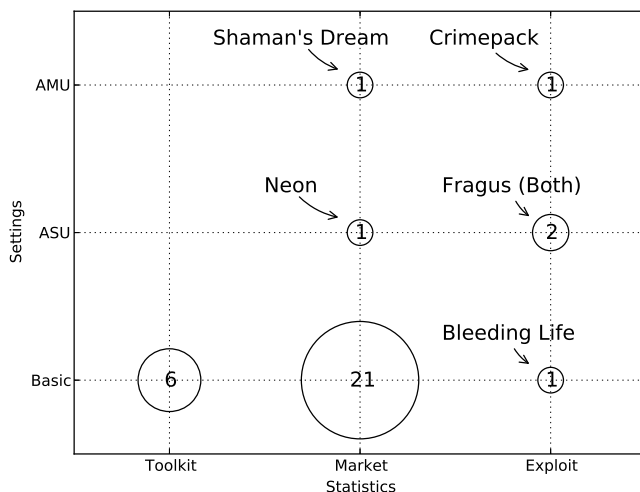 Shaman's Dream Crimepack
AMU 1 1
Neon Fragus (Both)
ASU 1 2
Bleeding Life
Basic 6 21 1
Settings
Toolkit Market Exploit
Statistics